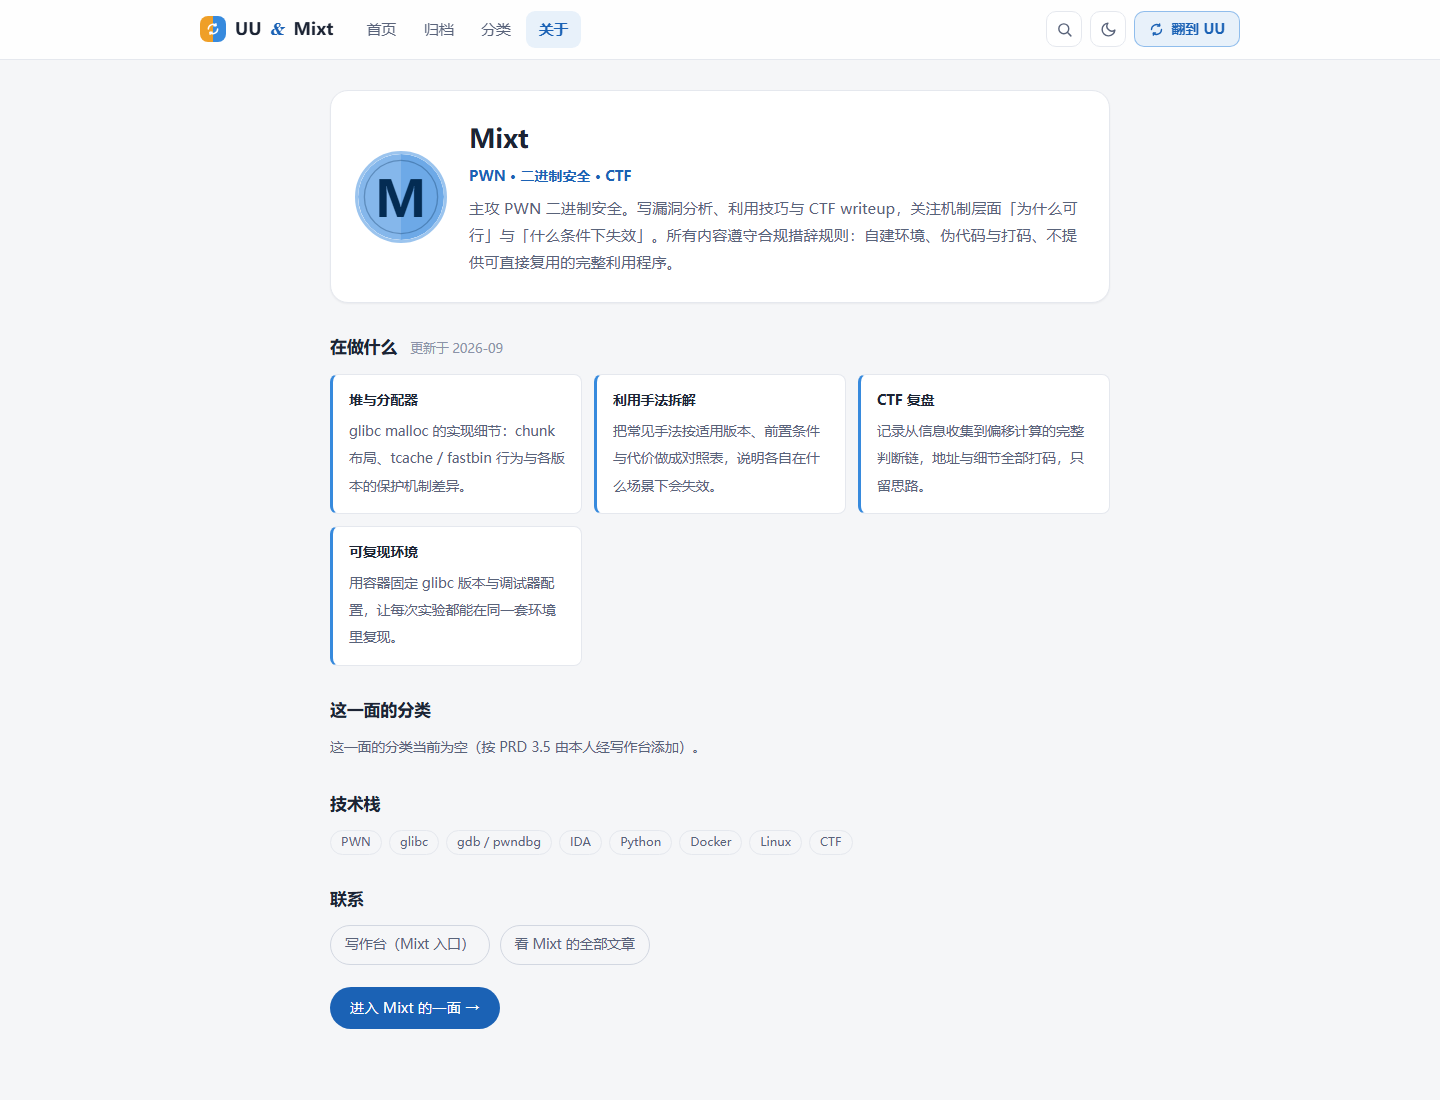 UU & Mixt 首页 归档 分类 关于 翻到 UU
Mixt
M
PWN • 二进制安全 • CTF
主攻 PWN 二进制安全。写漏洞分析、利用技巧与 CTF writeup，关注机制层面「为什么可
行」与「什么条件下失效」。所有内容遵守合规措辞规则：自建环境、伪代码与打码、不提
供可直接复用的完整利用程序。
在做什么 更新于 2026-09
堆与分配器
glibc malloc 的实现细节：chunk
布局、tcache / fastbin 行为与各版
本的保护机制差异。
利用手法拆解
把常见手法按适用版本、前置条件
与代价做成对照表，说明各自在什
么场景下会失效。
CTF 复盘
记录从信息收集到偏移计算的完整
判断链，地址与细节全部打码，只
留思路。
可复现环境
用容器固定 glibc 版本与调试器配
置，让每次实验都能在同一套环境
里复现。
这一面的分类
这一面的分类当前为空（按 PRD 3.5 由本人经写作台添加）。
技术栈
PWN glibc gdb / pwndbg IDA Python Docker Linux CTF
联系
写作台（Mixt 入口） 看 Mixt 的全部文章
进入 Mixt 的一面 →